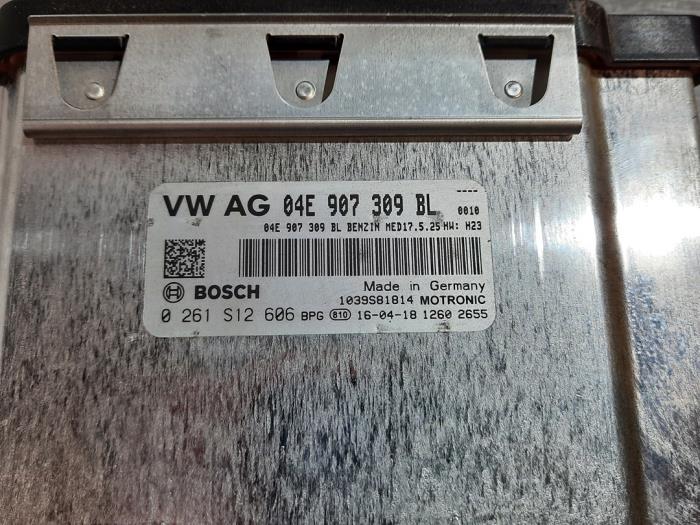 ----
VW AG 04E 907 309 BL 0010
04E 907 309 BL BENZIN MED17.5.25 HW: H23
BOSCH Made in Germany
1039S81814 MOTRONIC
0 261 S12 606 BPG 810 16-04-18 1260 2655